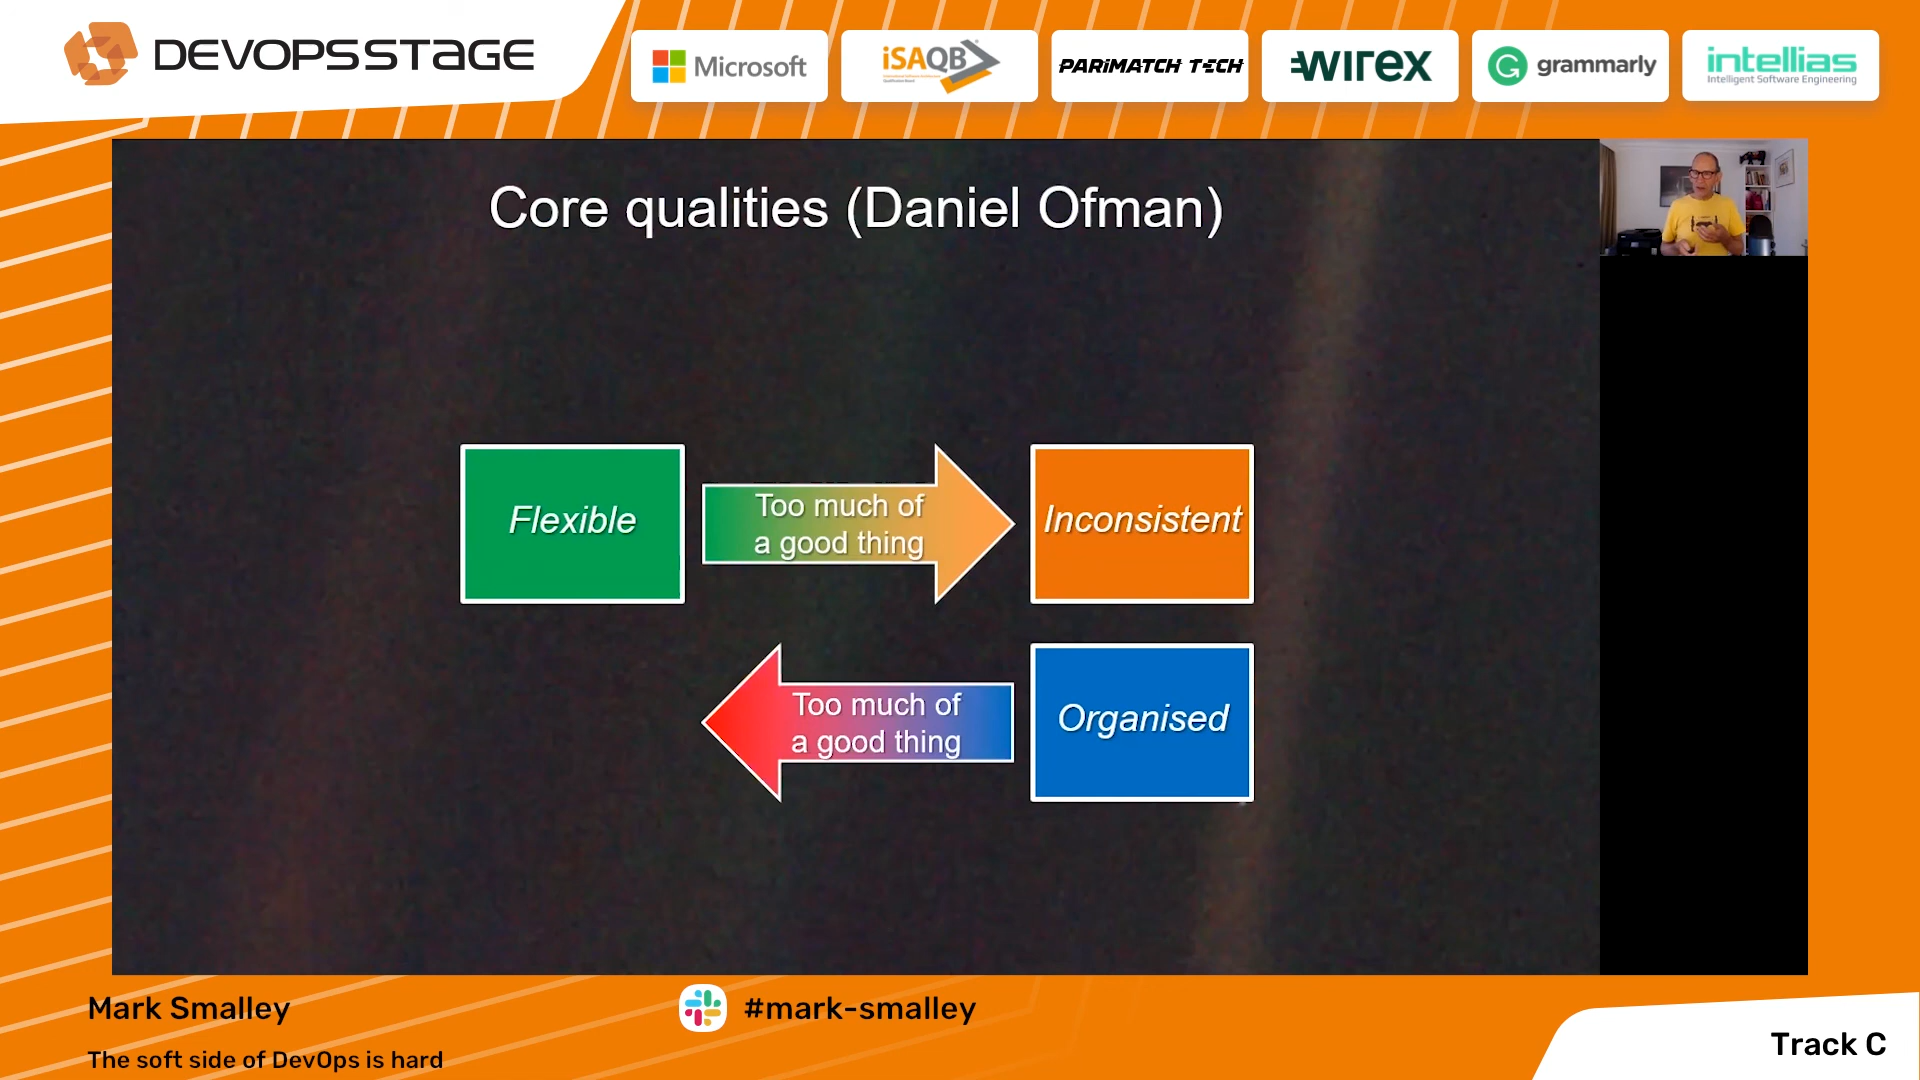 DEVOPSSTAGE
Microsoft
iSAQB
PARiMATCH TECH
wirex
grammarly
intellias
Intelligent Software Engineering
Core qualities (Daniel Ofman)
Flexible
Too much of
a good thing
Inconsistent
Too much of
a good thing
Organised
Mark Smalley
#mark-smalley
The soft side of DevOps is hard
Track C